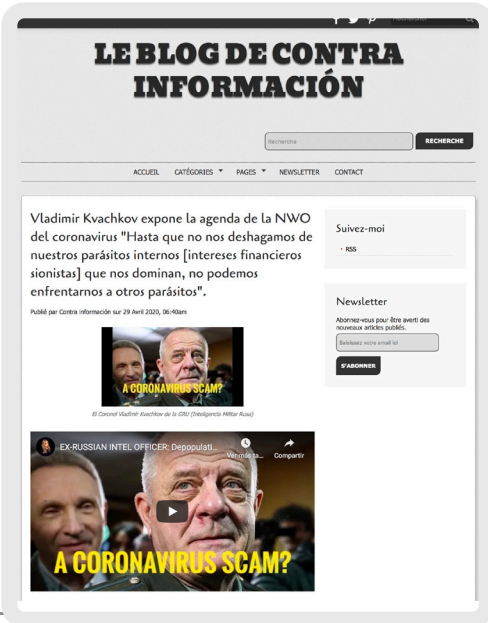 Rechercher
LE BLOG DE CONTRA
INFORMACIÓN
Recherche
RECHERCHE
ACCUEIL CATÉGORIES PAGES NEWSLETTER CONTACT
Vladimir Kvachkov expone la agenda de la NWO
del coronavirus "Hasta que no nos deshagamos de
nuestros parásitos internos [intereses financieros
sionistas] que nos dominan, no podemos
enfrentarnos a otros parásitos".
Publié par Contra información sur 29 Avril 2020, 06:40am
A CORONAVIRUS SCAM?
El Coronel Vladimir Kvachkov de la GRU (Inteligencia Militar Rusa)
EX-RUSSIAN INTEL OFFICER: Depopulati...
Ver más ta...
Compartir
A CORONAVIRUS SCAM?
Suivez-moi
RSS
Newsletter
Abonnez-vous pour être averti des
nouveaux articles publiés.
Saisissez votre email ici
S'ABONNER